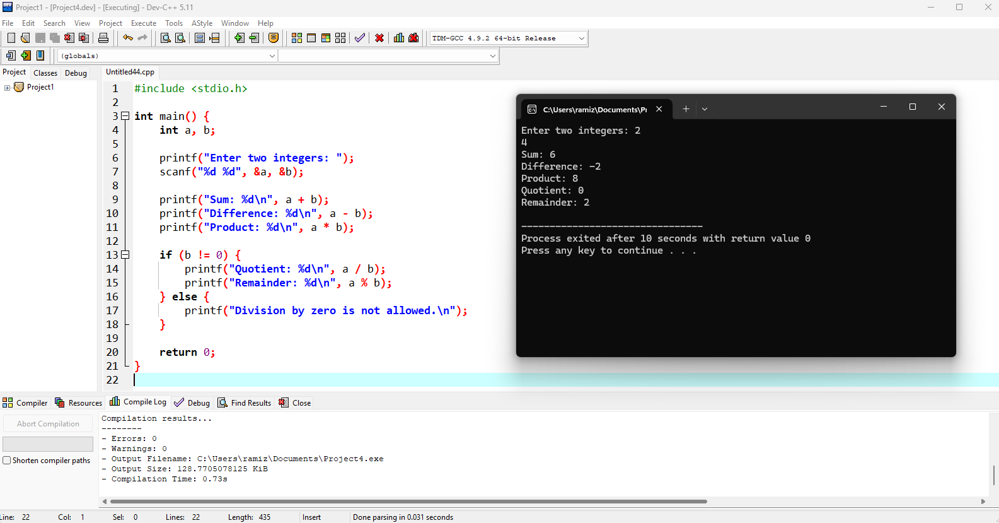 Project1 - [Project4.dev] - [Executing] - Dev-C++ 5.11
File Edit Search View Project Execute Tools AStyle Window Help
TDM-GCC 4.9.2 64-bit Release
(globals)
Project Classes Debug
Project1
Untitled44.cpp
1 #include <stdio.h>
2
3 int main() {
4 int a, b;
5
6 printf("Enter two integers: ");
7 scanf("%d %d", &a, &b);
8
9 printf("Sum: %d\n", a + b);
10 printf("Difference: %d\n", a - b);
11 printf("Product: %d\n", a * b);
12
13 if (b != 0) {
14 printf("Quotient: %d\n", a / b);
15 printf("Remainder: %d\n", a % b);
16 } else {
17 printf("Division by zero is not allowed.\n");
18 }
19
20 return 0;
21 }
22
C:\Users\ramiz\Documents\Pr
Enter two integers: 2
4
Sum: 6
Difference: -2
Product: 8
Quotient: 0
Remainder: 2
--------------------------------
Process exited after 10 seconds with return value 0
Press any key to continue . . .
Compiler Resources Compile Log Debug Find Results Close
Abort Compilation
Shorten compiler paths
Compilation results...
--------
- Errors: 0
- Warnings: 0
- Output Filename: C:\Users\ramiz\Documents\Project4.exe
- Output Size: 128.7705078125 KiB
- Compilation Time: 0.73s
Line: 22 Col: 1 Sel: 0 Lines: 22 Length: 435 Insert Done parsing in 0.031 seconds